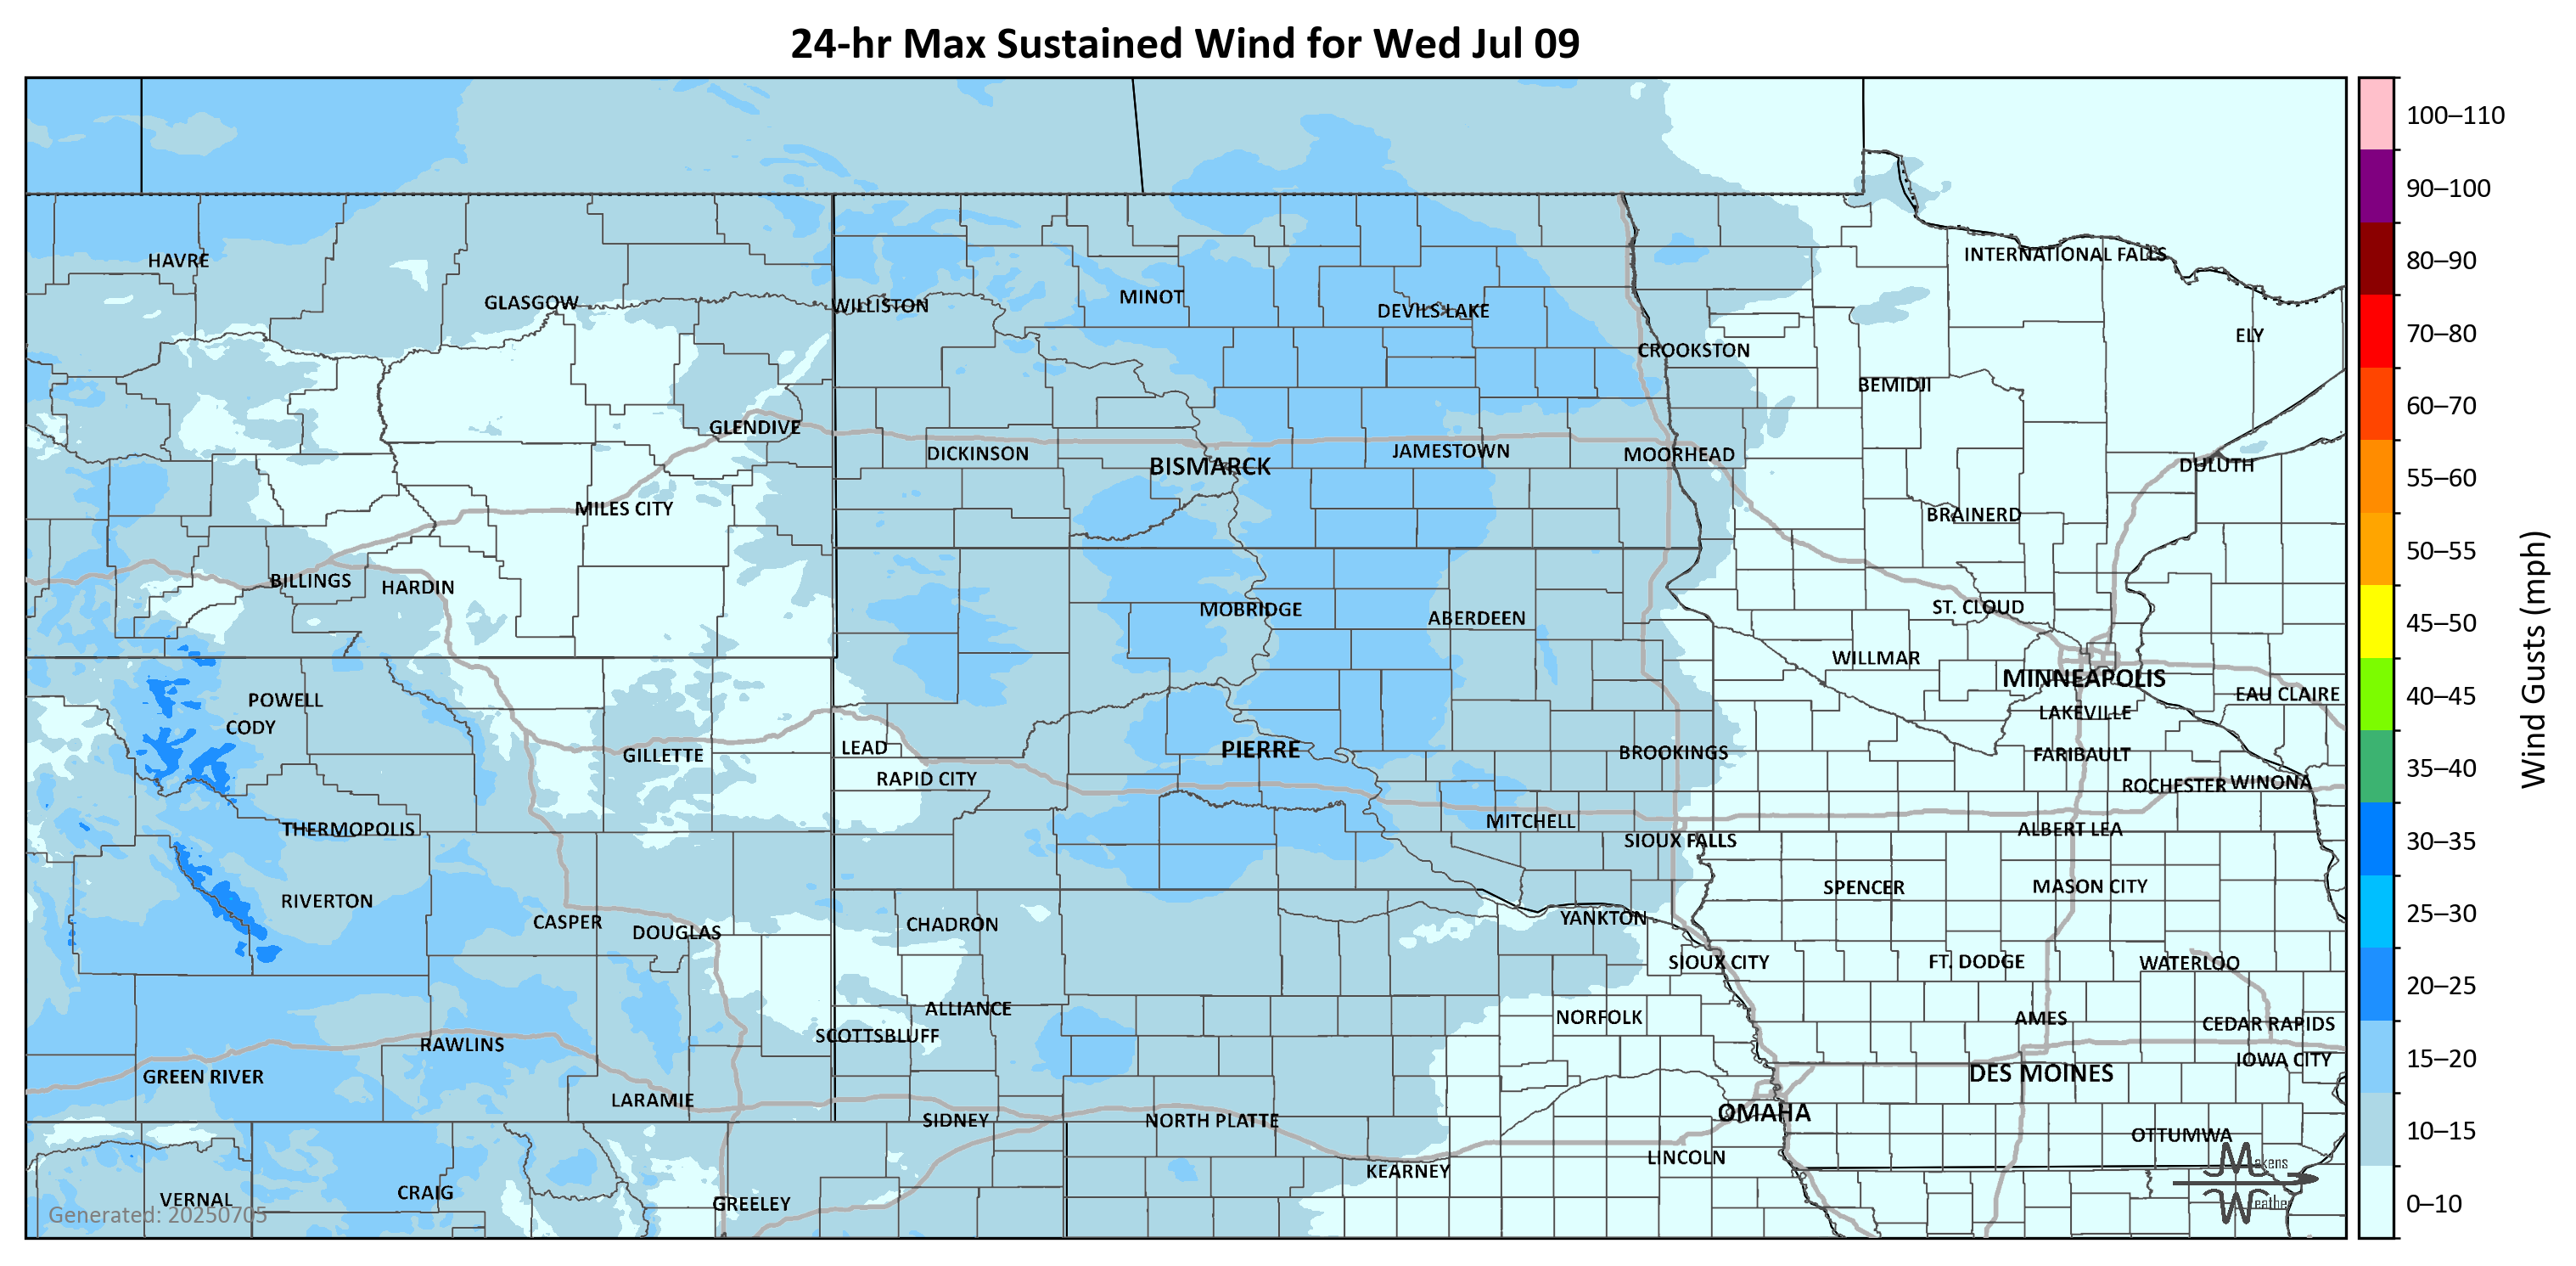 24-hr Max Sustained Wind for Wed Jul 09
100–110
90–100
80–90
70–80
60–70
55–60
50–55
45–50
40–45
35–40
30–35
25–30
20–25
15–20
10–15
0–10
Wind Gusts (mph)
HAVRE
GLASGOW
WILLISTON
MINOT
DEVILS LAKE
INTERNATIONAL FALLS
ELY
CROOKSTON
BEMIDJI
GLENDIVE
DICKINSON
BISMARCK
JAMESTOWN
MOORHEAD
DULUTH
MILES CITY
BRAINERD
BILLINGS
HARDIN
MOBRIDGE
ABERDEEN
ST. CLOUD
WILLMAR
MINNEAPOLIS
EAU CLAIRE
POWELL
CODY
LAKEVILLE
GILLETTE
LEAD
PIERRE
BROOKINGS
FARIBAULT
RAPID CITY
ROCHESTER
WINONA
THERMOPOLIS
MITCHELL
ALBERT LEA
SIOUX FALLS
RIVERTON
SPENCER
MASON CITY
CASPER
DOUGLAS
CHADRON
YANKTON
SIOUX CITY
FT. DODGE
WATERLOO
ALLIANCE
NORFOLK
AMES
CEDAR RAPIDS
SCOTTSBLUFF
RAWLINS
IOWA CITY
GREEN RIVER
DES MOINES
LARAMIE
SIDNEY
NORTH PLATTE
OMAHA
OTTUMWA
KEARNEY
LINCOLN
VERNAL
CRAIG
GREELEY
Generated: 20250705
Makens
Weather